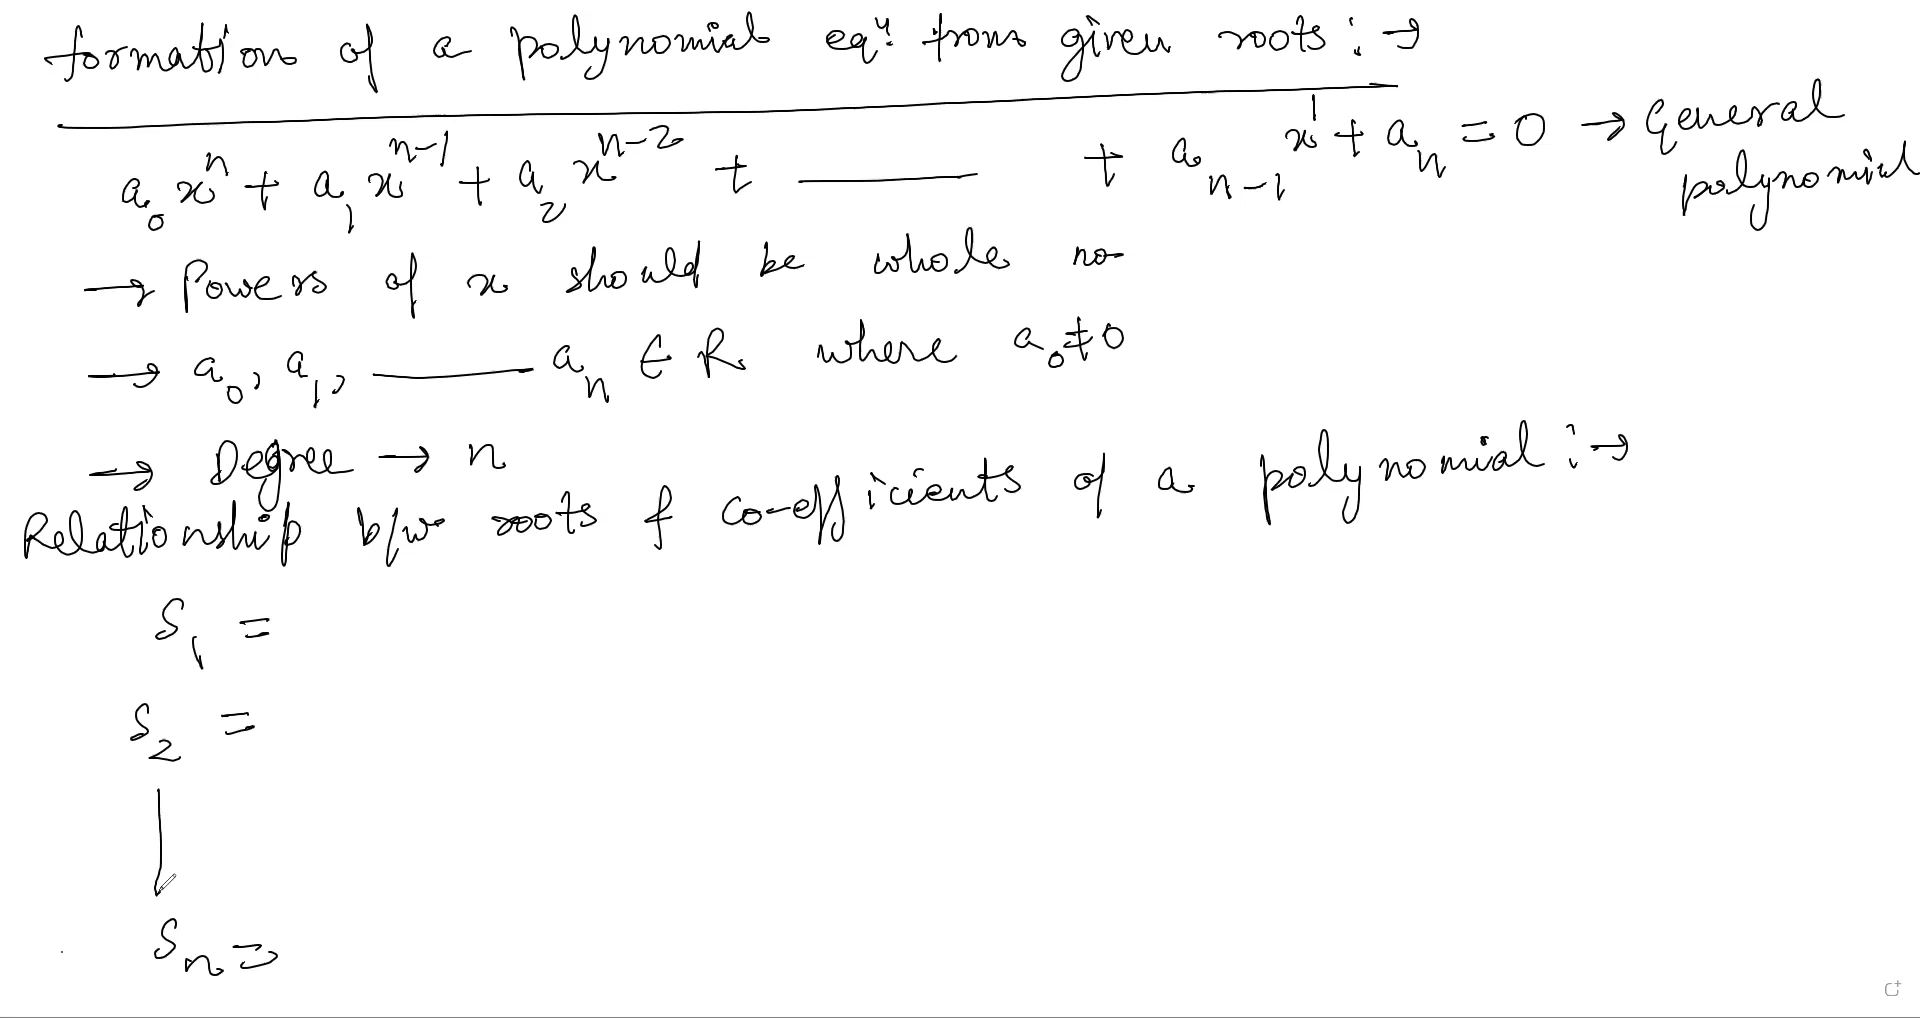 formation of a polynomial eqⁿ. from given roots :→
a₀xⁿ + a₁xⁿ⁻¹ + a₂xⁿ⁻² + ——— + aₙ₋₁x¹ + aₙ = 0 → General polynomial
→ Powers of x should be whole no.
→ a₀, a₁, ——— aₙ ∈ R where a₀ ≠ 0
→ Degree → n
Relationship b/w roots & co-efficients of a polynomial :→
S₁ =
S₂ =
Sₙ =